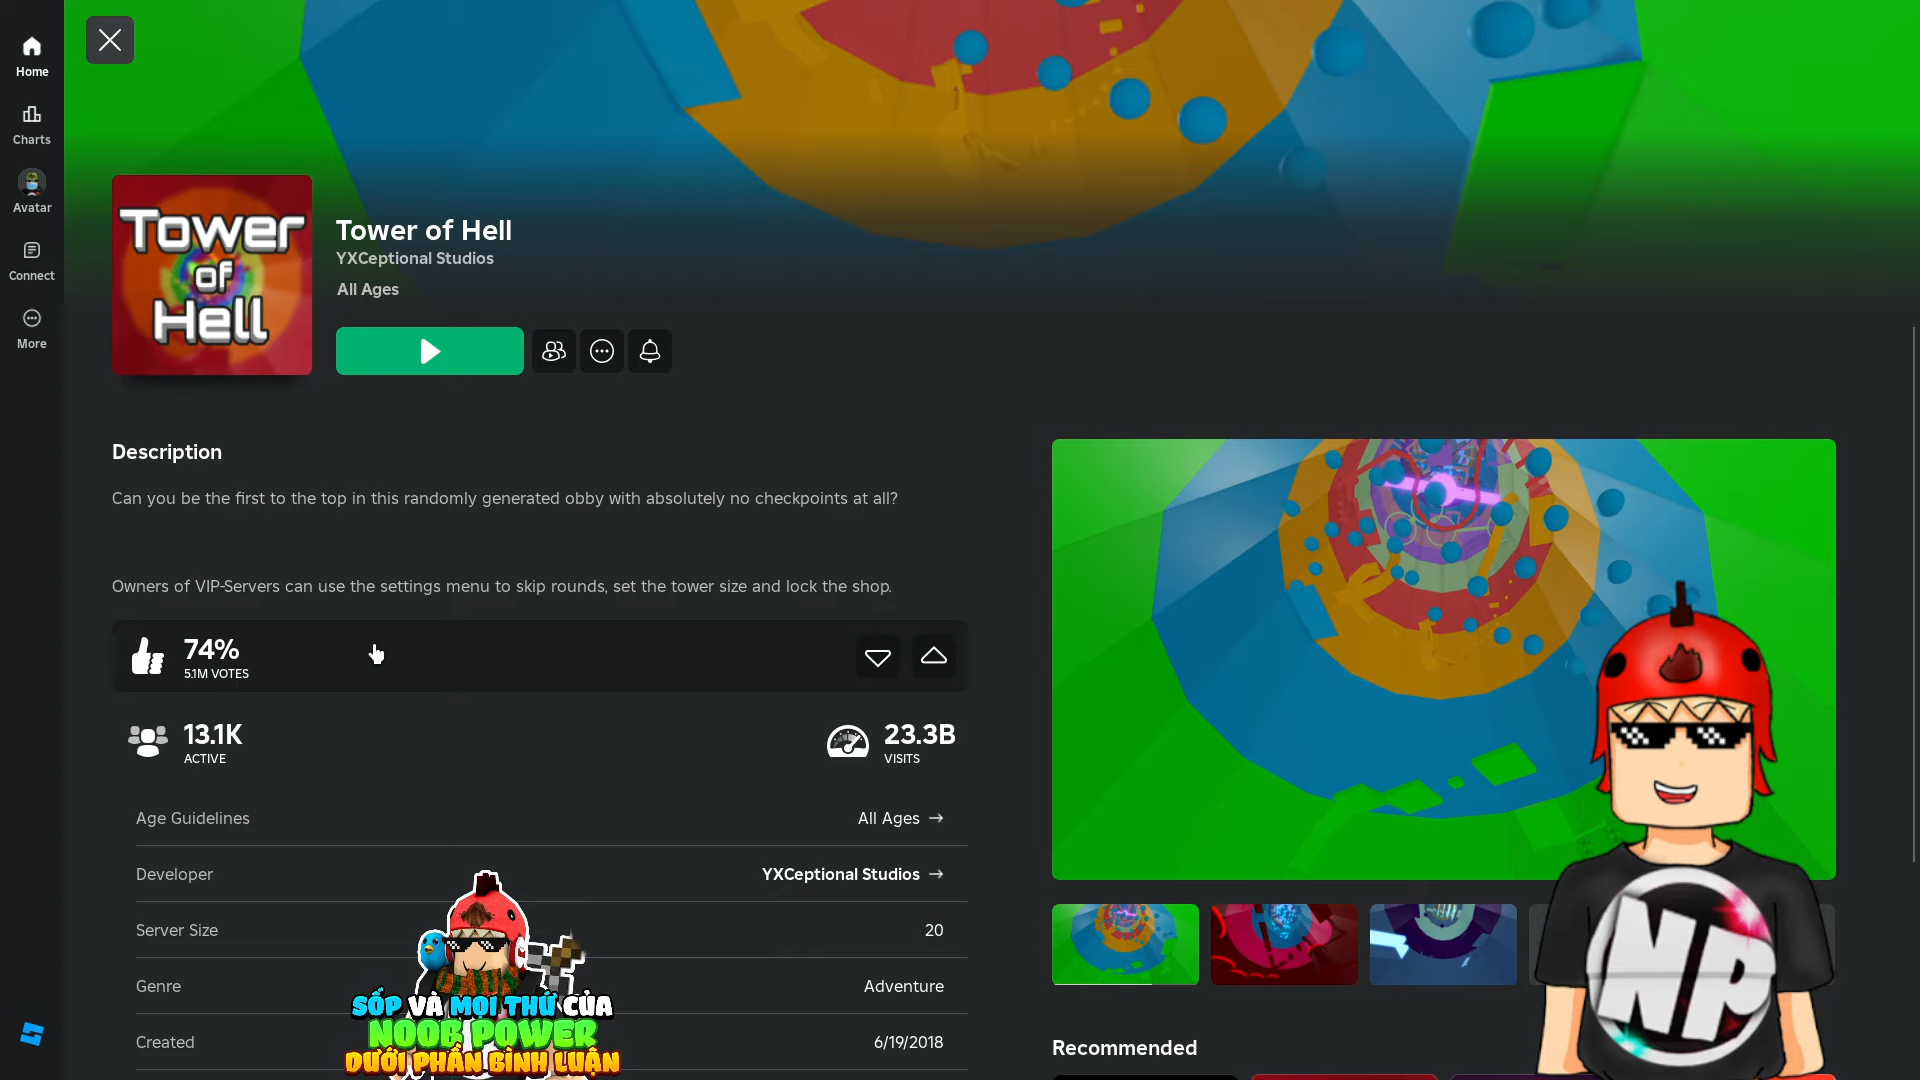 Home
Charts
Avatar
Connect
More
Tower
of
Hell
Tower of Hell
YXCeptional Studios
All Ages
Description
Can you be the first to the top in this randomly generated obby with absolutely no checkpoints at all?
Owners of VIP-Servers can use the settings menu to skip rounds, set the tower size and lock the shop.
74%
5.1M VOTES
13.1K
ACTIVE
23.3B
VISITS
Age Guidelines
All Ages
Developer
YXCeptional Studios
Server Size
20
Genre
Adventure
Created
6/19/2018
SỐP VÀ MỌI THỨ CỦA
NOOB POWER
DƯỚI PHẦN BÌNH LUẬN
Recommended
NP